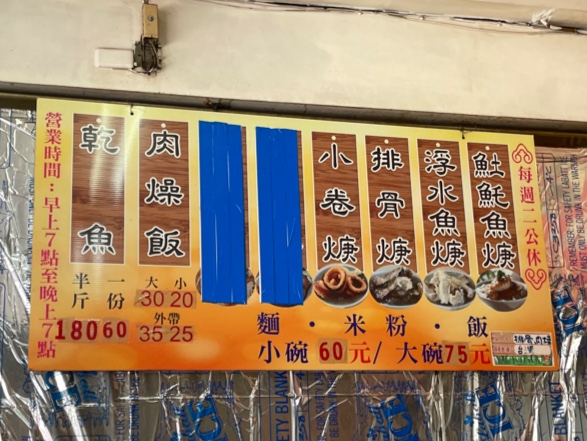 每週二公休
土魠魚焿
浮水魚焿
排骨焿
小卷焿
肉燥飯
大 小
30 20
外帶
35 25
乾魚
半斤 一份
180 60
營業時間：早上7點至晚上7點
麵・米粉・飯
小碗60元/大碗75元